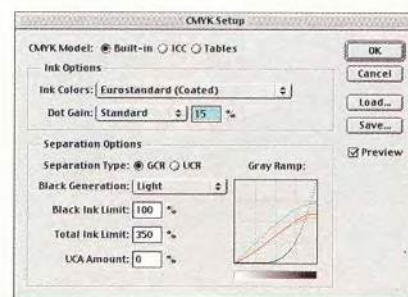 CMYK Setup
CMYK Model: Built-in ICC Tables
Ink Options
Ink Colors: Eurostandard (Coated)
Dot Gain: Standard 15 %
Separation Options
Separation Type: GCR UCR
Gray Ramp:
Black Generation: Light
Black Ink Limit: 100 %
Total Ink Limit: 350 %
UCA Amount: 0 %
OK
Cancel
Load...
Save...
Preview